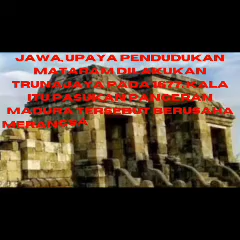 JAWA. UPAYA PENDUDUKAN
MATARAM DILAKUKAN
TRUNAJAYA PADA 1677. KALA
ITU PASUKAN PANGERAN
MADURA TERSEBUT BERUSAHA